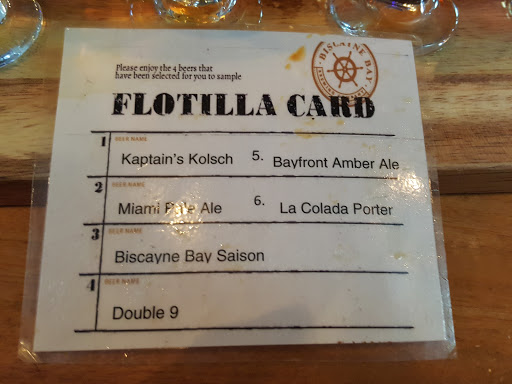 Please enjoy the 4 beers that
have been selected for you to sample
BISCAYNE BAY
FLOTILLA CARD
1 BEER NAME
Kaptain's Kolsch 5. Bayfront Amber Ale
2 BEER NAME
Miami Pale Ale 6. La Colada Porter
3 BEER NAME
Biscayne Bay Saison
4 BEER NAME
Double 9